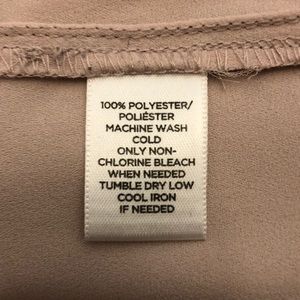 100% POLYESTER/
POLIÉSTER
MACHINE WASH
COLD
ONLY NON-
CHLORINE BLEACH
WHEN NEEDED
TUMBLE DRY LOW
COOL IRON
IF NEEDED